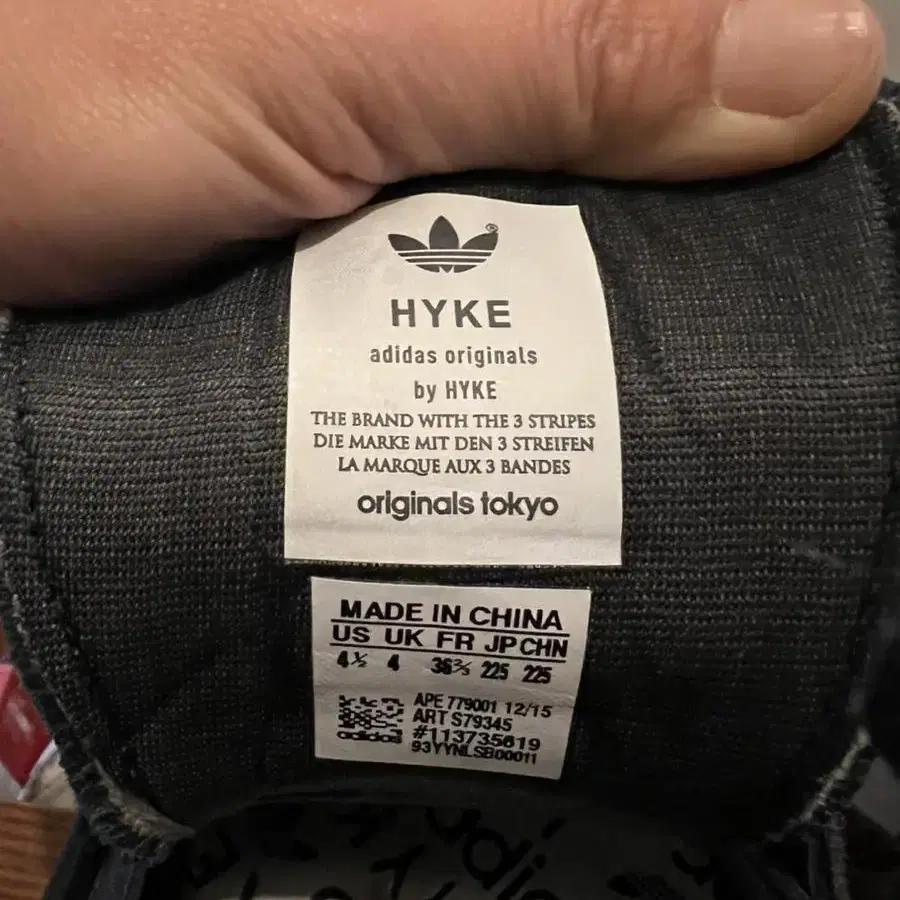 ®
HYKE
adidas originals
by HYKE
THE BRAND WITH THE 3 STRIPES
DIE MARKE MIT DEN 3 STREIFEN
LA MARQUE AUX 3 BANDES
originals tokyo
MADE IN CHINA
US UK FR JP CHN
4½ 4 36⅔ 225 225
APE 779001 12/15
ART S79345
#113735619
adidas
93YYNLSB00011